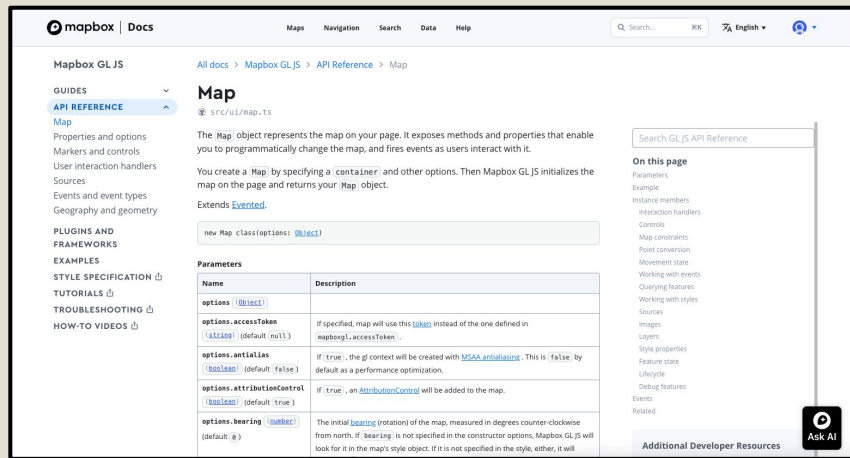 mapbox | Docs
Maps Navigation Search Data Help
Search... ⌘K
English
Mapbox GL JS
GUIDES
API REFERENCE
Map
Properties and options
Markers and controls
User interaction handlers
Sources
Events and event types
Geography and geometry
PLUGINS AND
FRAMEWORKS
EXAMPLES
STYLE SPECIFICATION
TUTORIALS
TROUBLESHOOTING
HOW-TO VIDEOS
All docs > Mapbox GL JS > API Reference > Map
Map
src/ui/map.ts
The Map object represents the map on your page. It exposes methods and properties that enable
you to programmatically change the map, and fires events as users interact with it.
You create a Map by specifying a container and other options. Then Mapbox GL JS initializes the
map on the page and returns your Map object.
Extends Evented.
new Map class(options: Object)
Parameters
Name Description
options (Object)
options.accessToken
(string) (default null)
If specified, map will use this token instead of the one defined in
mapboxgl.accessToken .
options.antialias
(boolean) (default false)
If true , the gl context will be created with MSAA antialiasing . This is false by
default as a performance optimization.
options.attributionControl
(boolean) (default true)
If true , an AttributionControl will be added to the map.
options.bearing (number)
(default 0)
The initial bearing (rotation) of the map, measured in degrees counter-clockwise
from north. If bearing is not specified in the constructor options, Mapbox GL JS will
look for it in the map's style object. If it is not specified in the style, either, it will
Search GL JS API Reference
On this page
Parameters
Example
Instance members
Interaction handlers
Controls
Map constraints
Point conversion
Movement state
Working with events
Querying features
Working with styles
Sources
Images
Layers
Style properties
Feature state
Lifecycle
Debug features
Events
Related
Additional Developer Resources
Ask AI